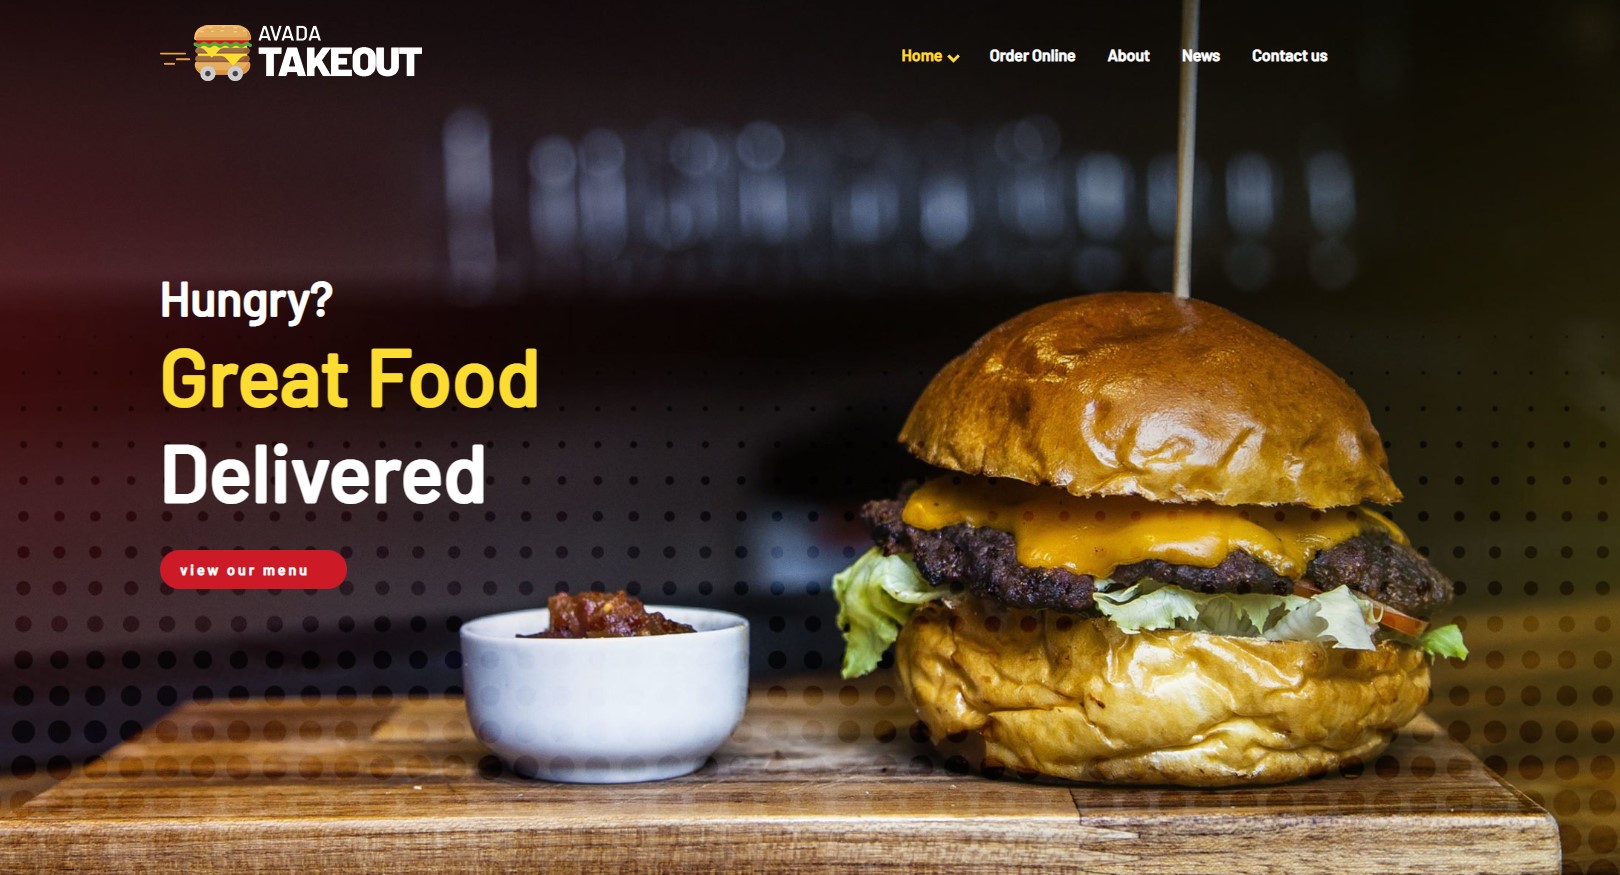 AVADA
TAKEOUT
Home Order Online About News Contact us
Hungry?
Great Food
Delivered
view our menu